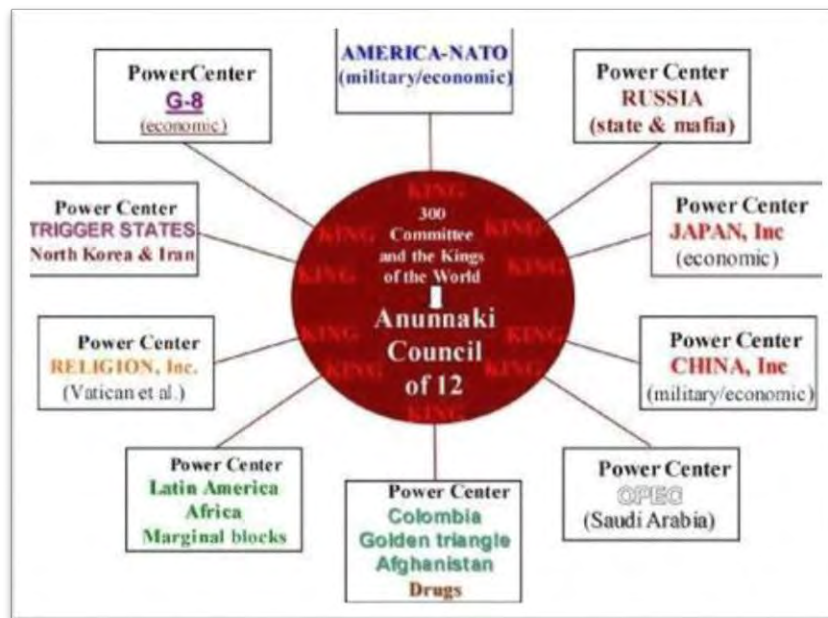 AMERICA-NATO
(military/economic)
PowerCenter
G-8
(economic)
Power Center
RUSSIA
(state & mafia)
Power Center
TRIGGER STATES
North Korea & Iran
Power Center
JAPAN, Inc
(economic)
KING
300
KING
KING
Committee
and the Kings
KING
KING
of the World
Anunnaki
KING
KING
Council
KING
KING
of 12
KING
Power Center
RELIGION, Inc.
(Vatican et al.)
Power Center
CHINA, Inc
(military/economic)
Power Center
Latin America
Africa
Marginal blocks
Power Center
Colombia
Golden triangle
Afghanistan
Drugs
Power Center
OPEC
(Saudi Arabia)